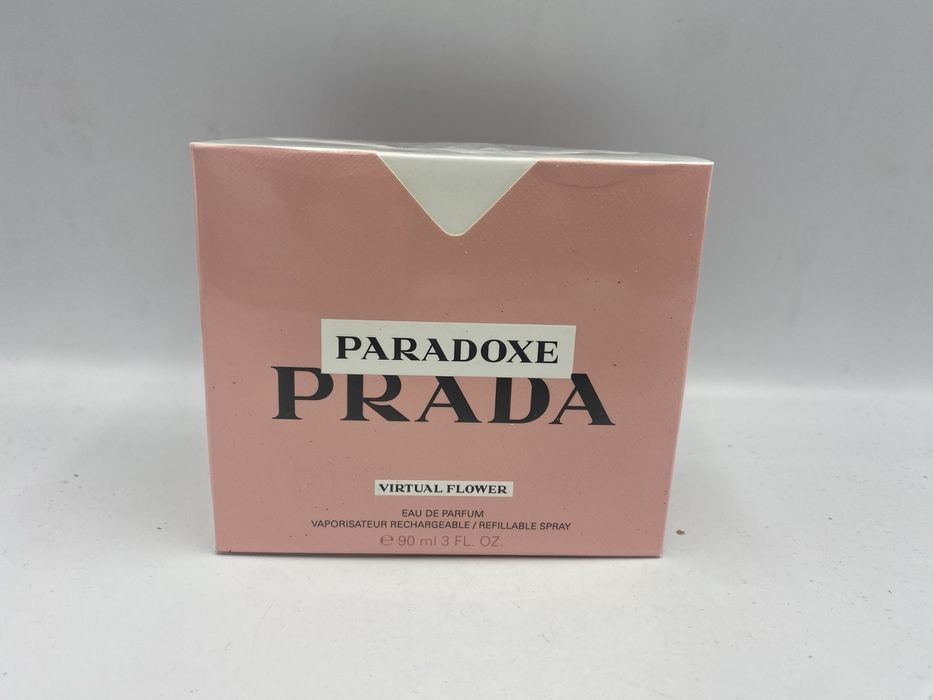 PARADOXE
PRADA
VIRTUAL FLOWER
EAU DE PARFUM
VAPORISATEUR RECHARGEABLE / REFILLABLE SPRAY
℮ 90 ml 3 FL. OZ.